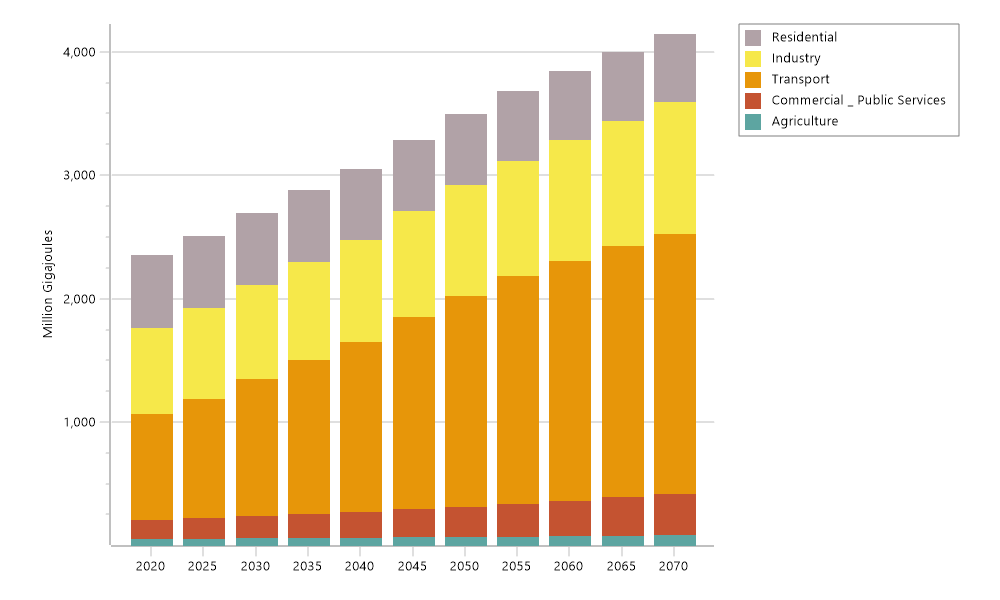 Residential
Industry
Transport
Commercial _ Public Services
Agriculture
Million Gigajoules
4,000
3,000
2,000
1,000
2020 2025 2030 2035 2040 2045 2050 2055 2060 2065 2070